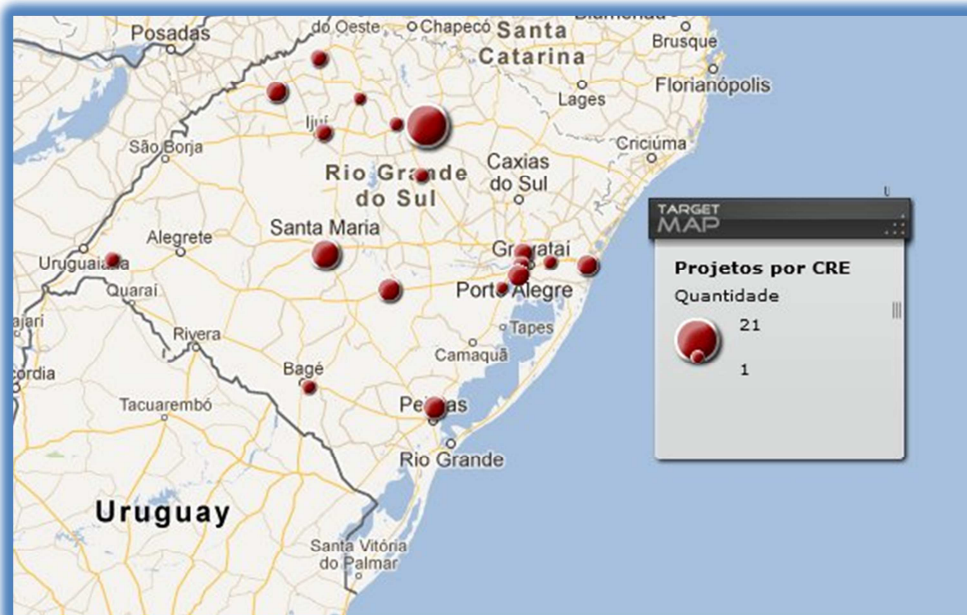 Blumenau
do Oeste
Chapecó
Santa
Catarina
Posadas
Brusque
Florianópolis
Lages
Ijuí
Criciúma
São Borja
Caxias
do Sul
Rio Grande
do Sul
Santa Maria
Alegrete
Gravataí
Uruguaiana
Porto Alegre
Quaraí
Tapes
Rivera
Camaquã
Bagé
Tacuarembó
Pelotas
Rio Grande
Uruguay
Santa Vitória
do Palmar
TARGET
MAP
Projetos por CRE
Quantidade
21
1